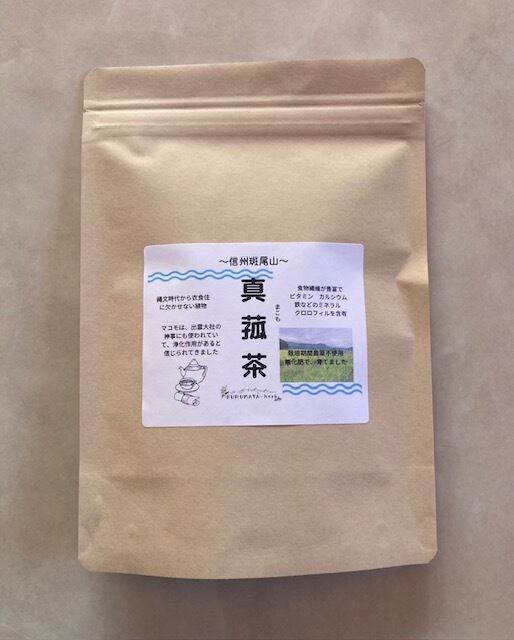 ～信州斑尾山～
真菰茶
まこも
縄文時代から衣食住
に欠かせない植物
マコモは、出雲大社の
神事にも使われてい
て、浄化作用があると
信じられてきました
食物繊維が豊富で
ビタミン　カルシウム
鉄などのミネラル
クロロフィルを含有
栽培期間農薬不使用
無化肥で、育てました
KURUMAYA-herb